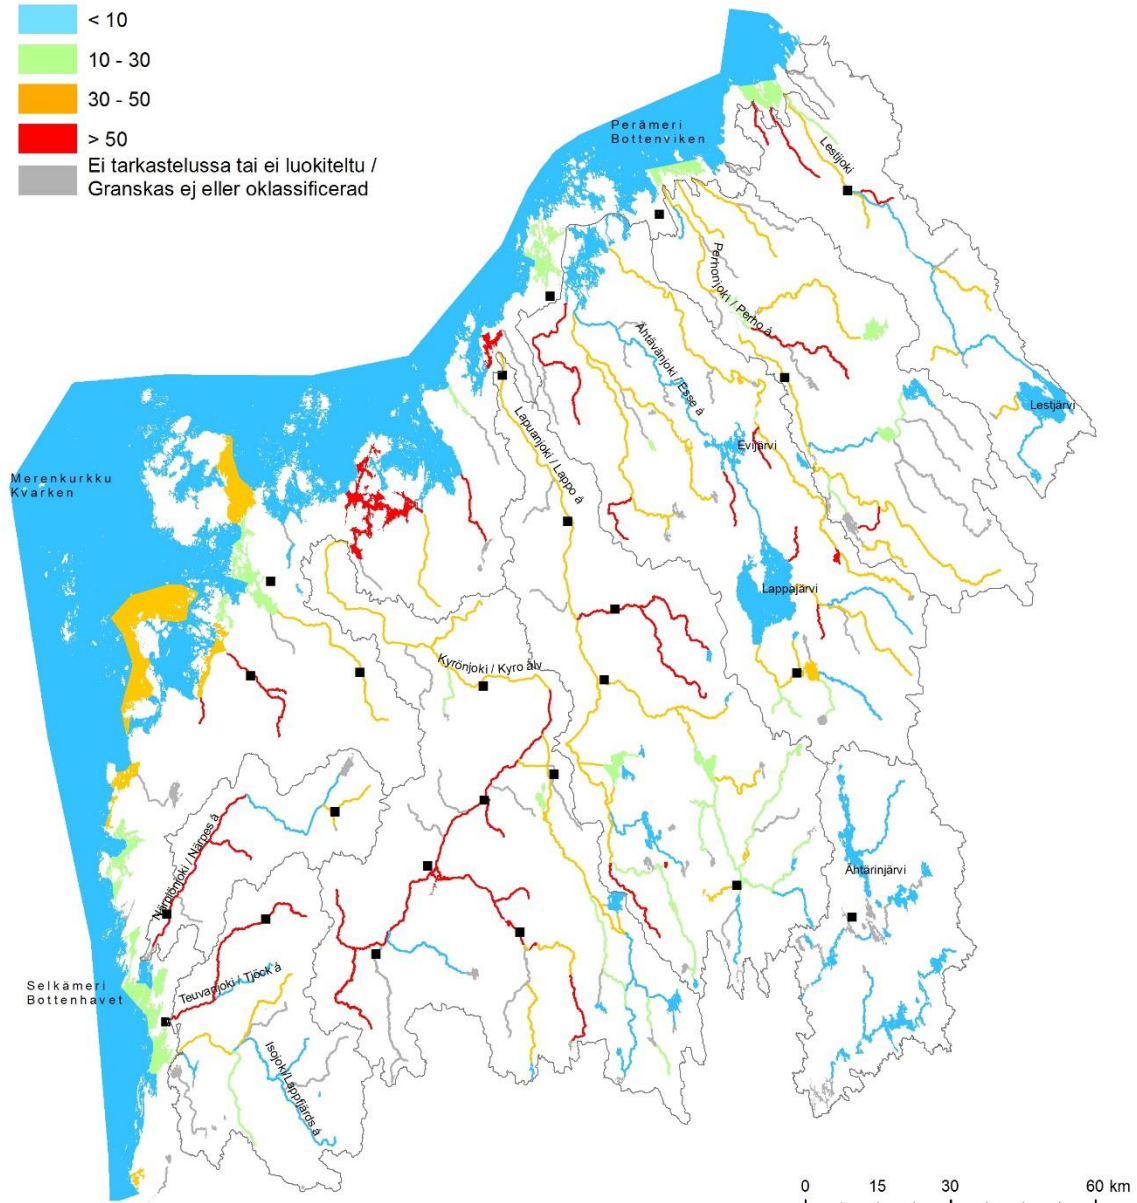 < 10
10 - 30
30 - 50
> 50
Ei tarkastelussa tai ei luokiteltu /
Granskas ej eller oklassificerad
Perämeri
Bottenviken
Lestijoki
Perhonjoki / Perho å
Ähtävänjoki / Esse å
Lestjärvi
Lapuanjoki / Lappo å
Evijärvi
Merenkurkku
Kvarken
Lappajärvi
Kyrönjoki / Kyro älv
Närpiönjoki / Närpes å
Ähtärinjärvi
Teuvanjoki / Tjöck å
Selkämeri
Bottenhavet
Isojoki/Lappfjärds å
0 15 30 60 km